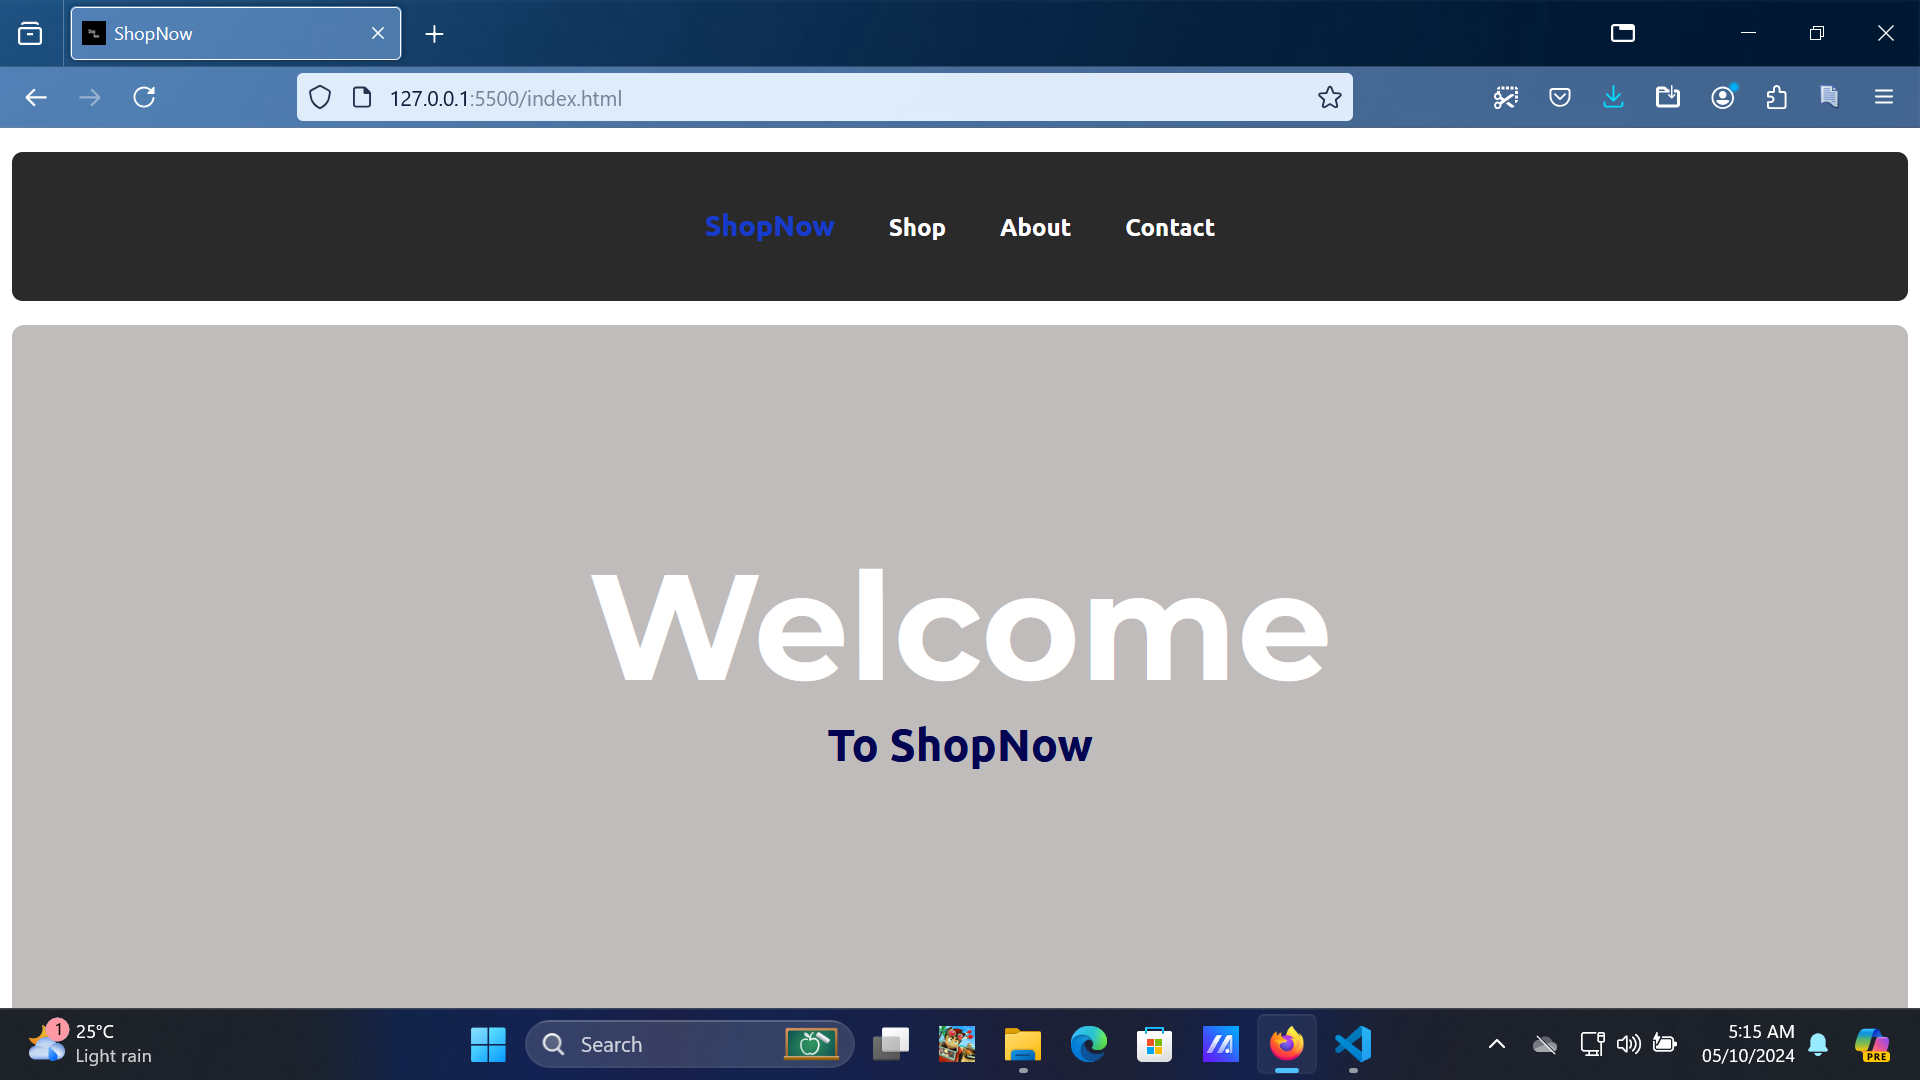 ShopNow
127.0.0.1:5500/index.html
ShopNow Shop About Contact
Welcome
To ShopNow
1 25°C
Light rain
Search
5:15 AM
05/10/2024
PRE